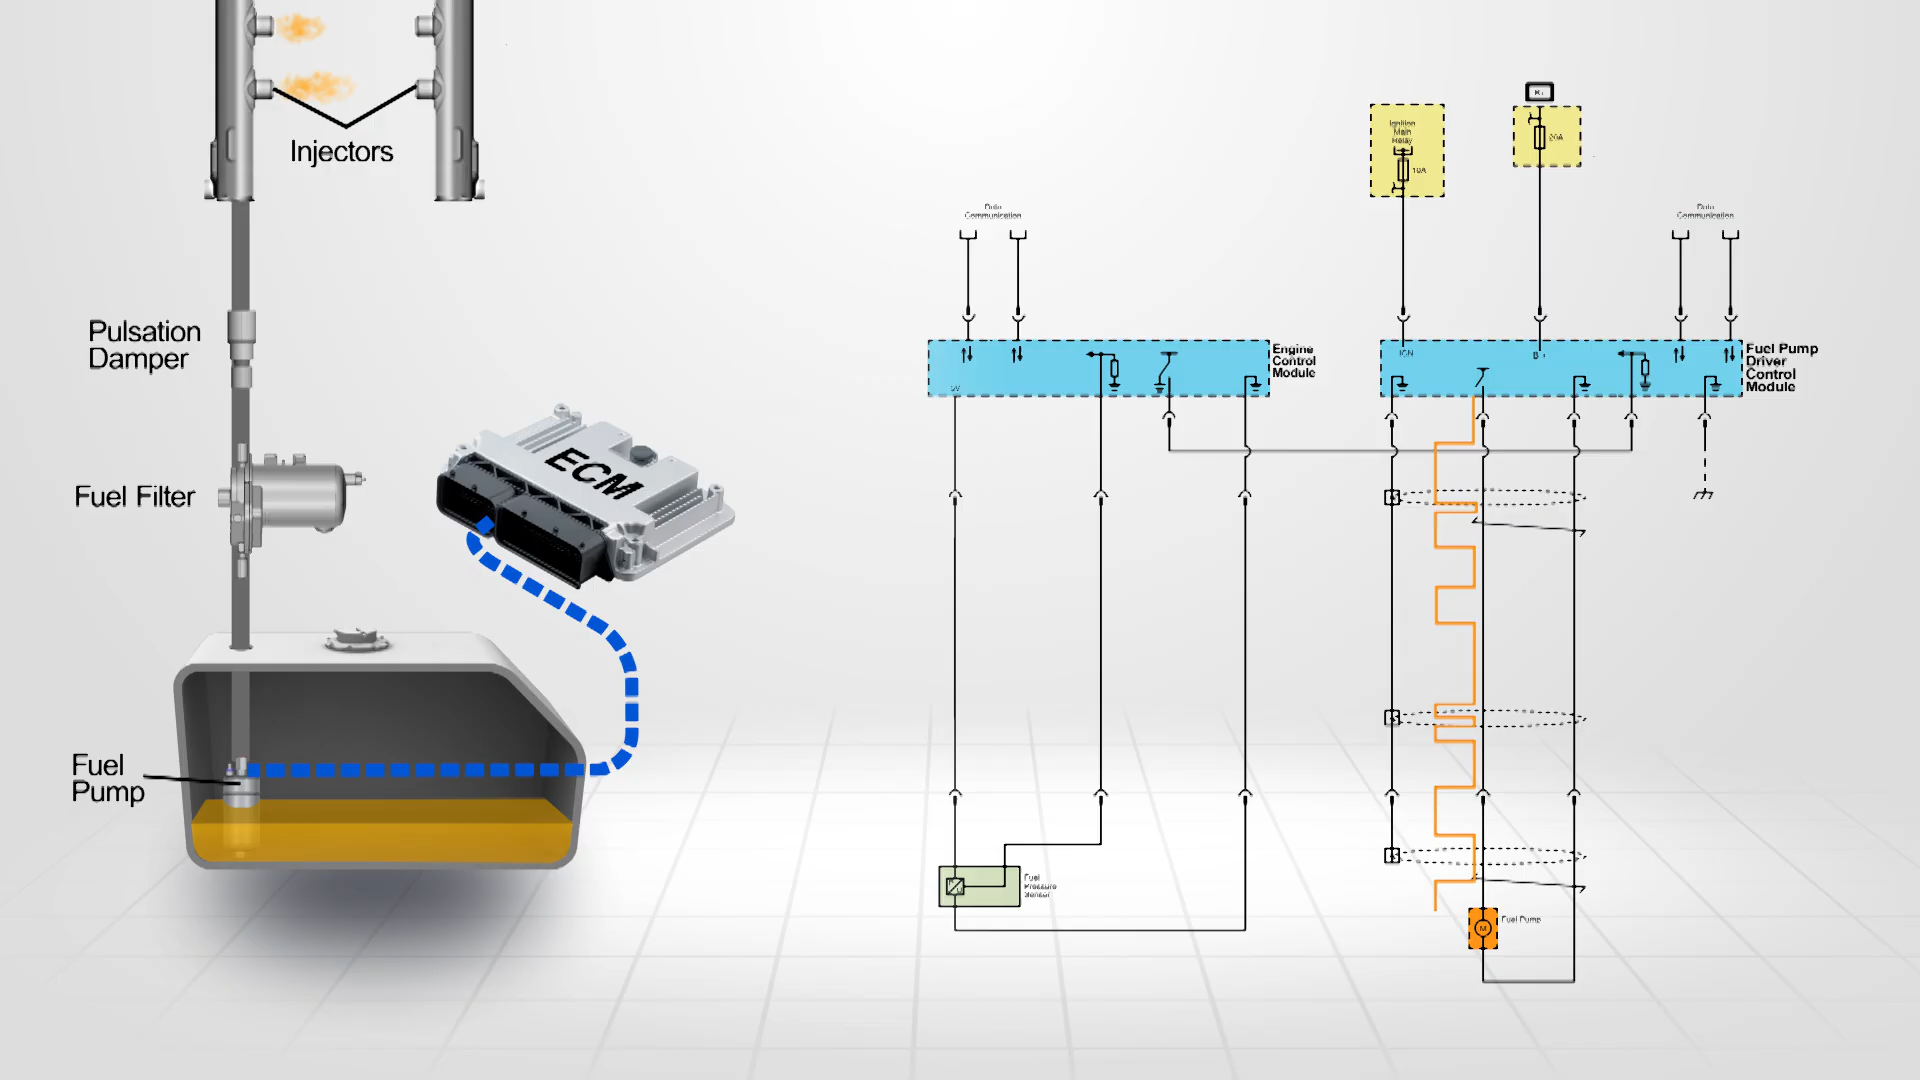 Injectors
Pulsation
Damper
Fuel Filter
ECM
Fuel
Pump
Data
Communication
Ignition
Main
Relay
10A
B+
20A
Data
Communication
Engine
Control
Module
5V
IGN
B+
Fuel Pump
Driver
Control
Module
Fuel
Pressure
Sensor
M
Fuel Pump